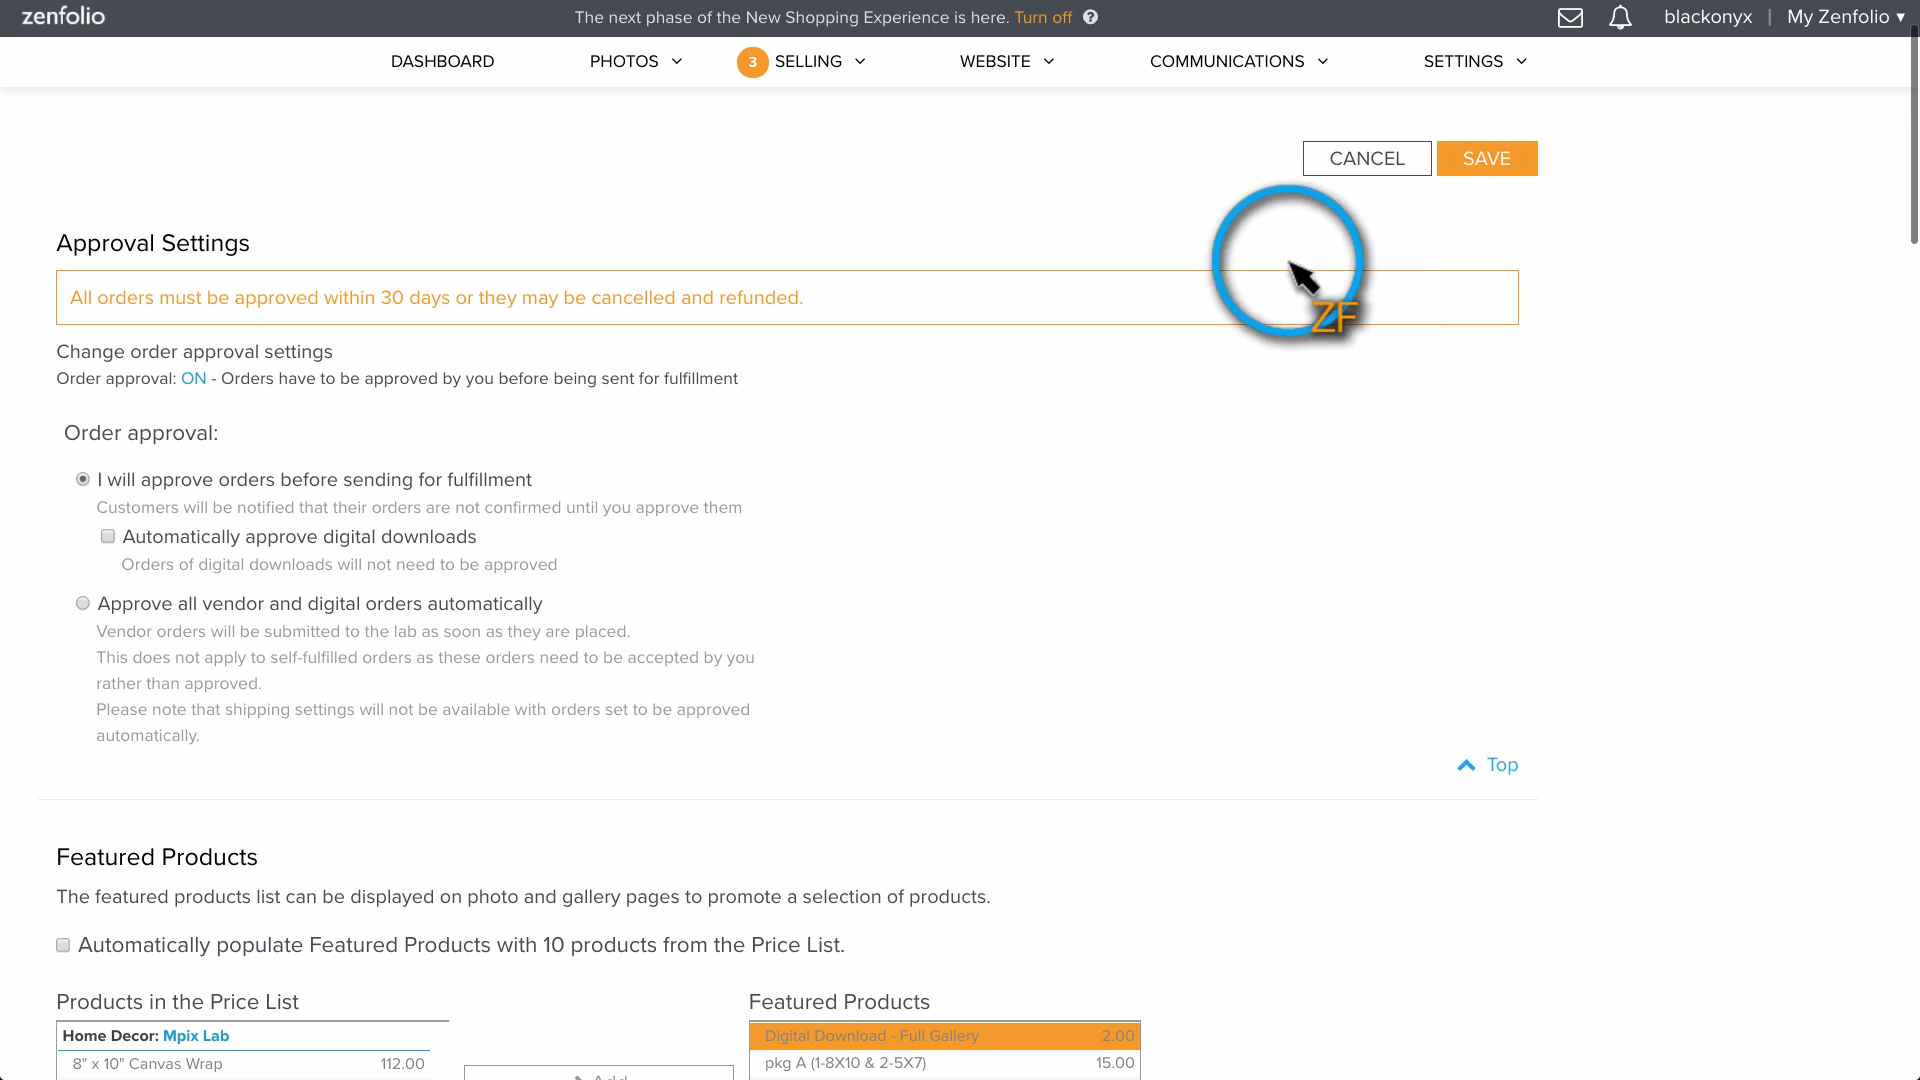 zenfolio
The next phase of the New Shopping Experience is here. Turn off
blackonyx | My Zenfolio
DASHBOARD PHOTOS 3 SELLING WEBSITE COMMUNICATIONS SETTINGS
CANCEL SAVE
Approval Settings
All orders must be approved within 30 days or they may be cancelled and refunded.
ZF
Change order approval settings
Order approval: ON - Orders have to be approved by you before being sent for fulfillment
Order approval:
I will approve orders before sending for fulfillment
Customers will be notified that their orders are not confirmed until you approve them
Automatically approve digital downloads
Orders of digital downloads will not need to be approved
Approve all vendor and digital orders automatically
Vendor orders will be submitted to the lab as soon as they are placed.
This does not apply to self-fulfilled orders as these orders need to be accepted by you
rather than approved.
Please note that shipping settings will not be available with orders set to be approved
automatically.
Top
Featured Products
The featured products list can be displayed on photo and gallery pages to promote a selection of products.
Automatically populate Featured Products with 10 products from the Price List.
Products in the Price List Featured Products
Home Decor: Mpix Lab Digital Download - Full Gallery 2.00
8" x 10" Canvas Wrap 112.00 pkg A (1-8X10 & 2-5X7) 15.00
Add